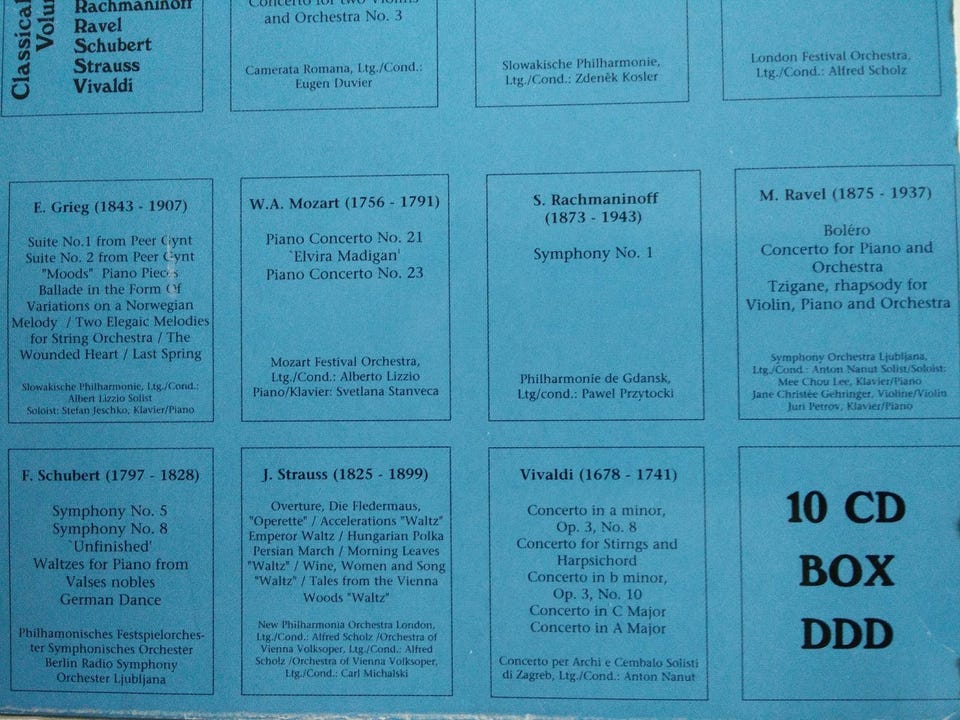 Classical
Rachmaninoff
Ravel
Schubert
Strauss
Vivaldi
Concerto for two Violins
and Orchestra No. 3
Camerata Romana, Ltg./Cond.:
Eugen Duvier
Slowakische Philharmonie,
Ltg./Cond.: Zdeněk Kosler
London Festival Orchestra,
Ltg./Cond.: Alfred Scholz
E. Grieg (1843 - 1907)
Suite No.1 from Peer Gynt
Suite No. 2 from Peer Gynt
"Moods" Piano Pieces
Ballade in the Form Of
Variations on a Norwegian
Melody / Two Elegaic Melodies
for String Orchestra / The
Wounded Heart / Last Spring
Slowakische Philharmonie, Ltg./Cond.:
Albert Lizzio Solist
Soloist: Stefan Jeschko, Klavier/Piano
W.A. Mozart (1756 - 1791)
Piano Concerto No. 21
`Elvira Madigan'
Piano Concerto No. 23
Mozart Festival Orchestra,
Ltg./Cond.: Alberto Lizzio
Piano/Klavier: Svetlana Stanveca
S. Rachmaninoff
(1873 - 1943)
Symphony No. 1
Philharmonie de Gdansk,
Ltg/cond.: Pawel Przytocki
M. Ravel (1875 - 1937)
Boléro
Concerto for Piano and
Orchestra
Tzigane, rhapsody for
Violin, Piano and Orchestra
Symphony Orchestra Ljubljana,
Ltg./Cond.: Anton Nanut Solist/Soloist:
Mee Chou Lee, Klavier/Piano
Jane Christée Gehringer, Violine/Violin
Juri Petrov, Klavier/Piano
F. Schubert (1797 - 1828)
Symphony No. 5
Symphony No. 8
`Unfinished'
Waltzes for Piano from
Valses nobles
German Dance
Philhamonisches Festspielorches-
ter Symphonisches Orchester
Berlin Radio Symphony
Orchester Ljubljana
J. Strauss (1825 - 1899)
Overture, Die Fledermaus,
"Operette" / Accelerations "Waltz"
Emperor Waltz / Hungarian Polka
Persian March / Morning Leaves
"Waltz" / Wine, Women and Song
"Waltz" / Tales from the Vienna
Woods "Waltz"
New Philharmonia Orchestra London,
Ltg./Cond.: Alfred Scholz /Orchestra of
Vienna Volksoper, Ltg./Cond.: Alfred
Scholz /Orchestra of Vienna Volksoper,
Ltg./Cond.: Carl Michalski
Vivaldi (1678 - 1741)
Concerto in a minor,
Op. 3, No. 8
Concerto for Stirngs and
Harpsichord
Concerto in b minor,
Op. 3, No. 10
Concerto in C Major
Concerto in A Major
Concerto per Archi e Cembalo Solisti
di Zagreb, Ltg./Cond.: Anton Nanut
10 CD
BOX
DDD